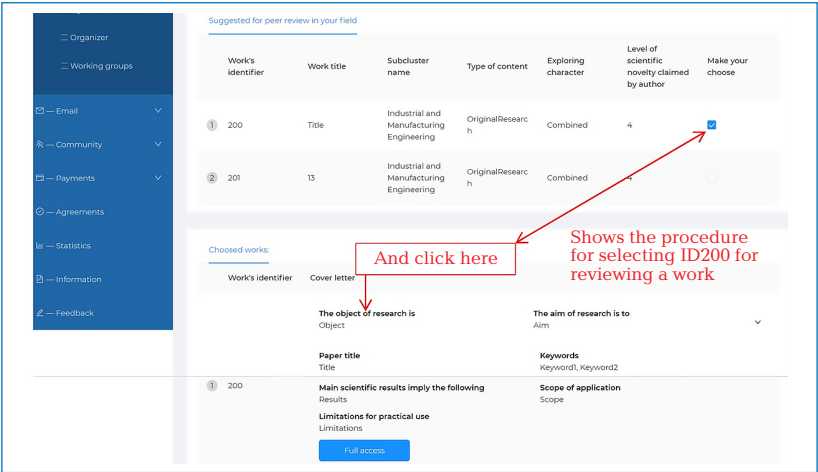 Organizer
Working groups
— Email
— Community
— Payments
— Agreements
— Statistics
— Information
— Feedback
Suggested for peer review in your field
Work's
identifier
Work title
Subcluster
name
Type of content
Exploring
character
Level of
scientific
novelty claimed
by author
Make your
choose
1
200
Title
Industrial and
Manufacturing
Engineering
OriginalResearc
h
Combined
4
2
201
13
Industrial and
Manufacturing
Engineering
OriginalResearc
h
Combined
4
Choosed works:
And click here
Shows the procedure
for selecting ID200 for
reviewing a work
Work's identifier
Cover letter
The object of research is
Object
The aim of research is to
Aim
Paper title
Title
Keywords
Keyword1, Keyword2
1
200
Main scientific results imply the following
Results
Scope of application
Scope
Limitations for practical use
Limitations
Full access